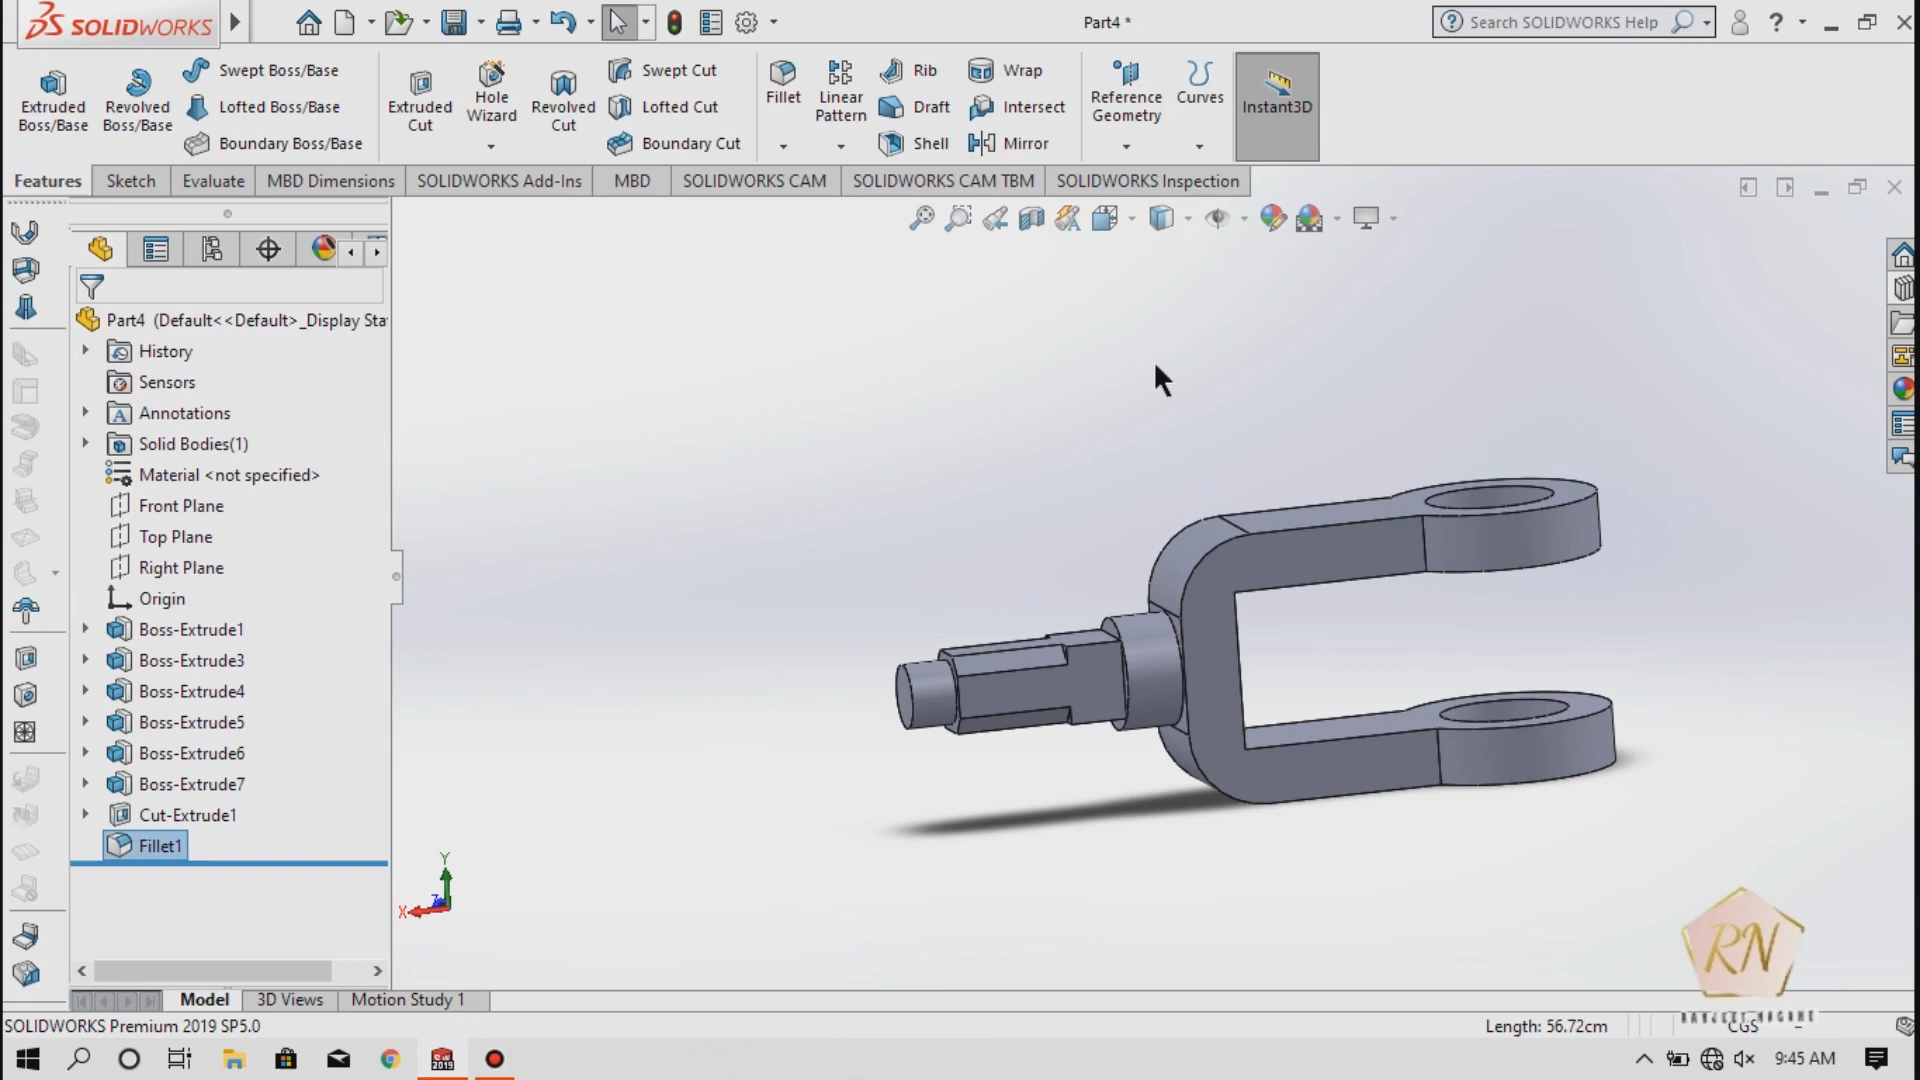 SOLIDWORKS
Part4 *
Search SOLIDWORKS Help
Extruded Boss/Base
Revolved Boss/Base
Swept Boss/Base
Lofted Boss/Base
Boundary Boss/Base
Extruded Cut
Hole Wizard
Revolved Cut
Swept Cut
Lofted Cut
Boundary Cut
Fillet
Linear Pattern
Rib
Draft
Shell
Wrap
Intersect
Mirror
Reference Geometry
Curves
Instant3D
Features
Sketch
Evaluate
MBD Dimensions
SOLIDWORKS Add-Ins
MBD
SOLIDWORKS CAM
SOLIDWORKS CAM TBM
SOLIDWORKS Inspection
Part4 (Default<<Default>_Display Sta
History
Sensors
Annotations
Solid Bodies(1)
Material <not specified>
Front Plane
Top Plane
Right Plane
Origin
Boss-Extrude1
Boss-Extrude3
Boss-Extrude4
Boss-Extrude5
Boss-Extrude6
Boss-Extrude7
Cut-Extrude1
Fillet1
Y
X
Z
RN
Model
3D Views
Motion Study 1
SOLIDWORKS Premium 2019 SP5.0
Length: 56.72cm
CGS
9:45 AM